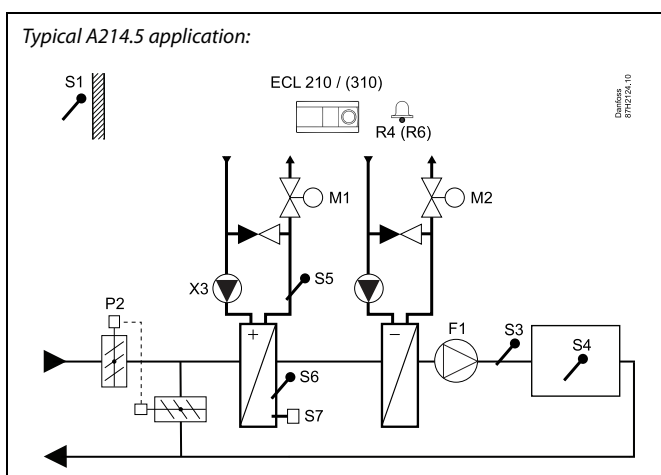 Typical A214.5 application:
S1
ECL 210 / (310)
R4 (R6)
Danfoss
87H2124.10
M1
M2
X3
S5
P2
+
−
F1
S3
S4
S6
S7